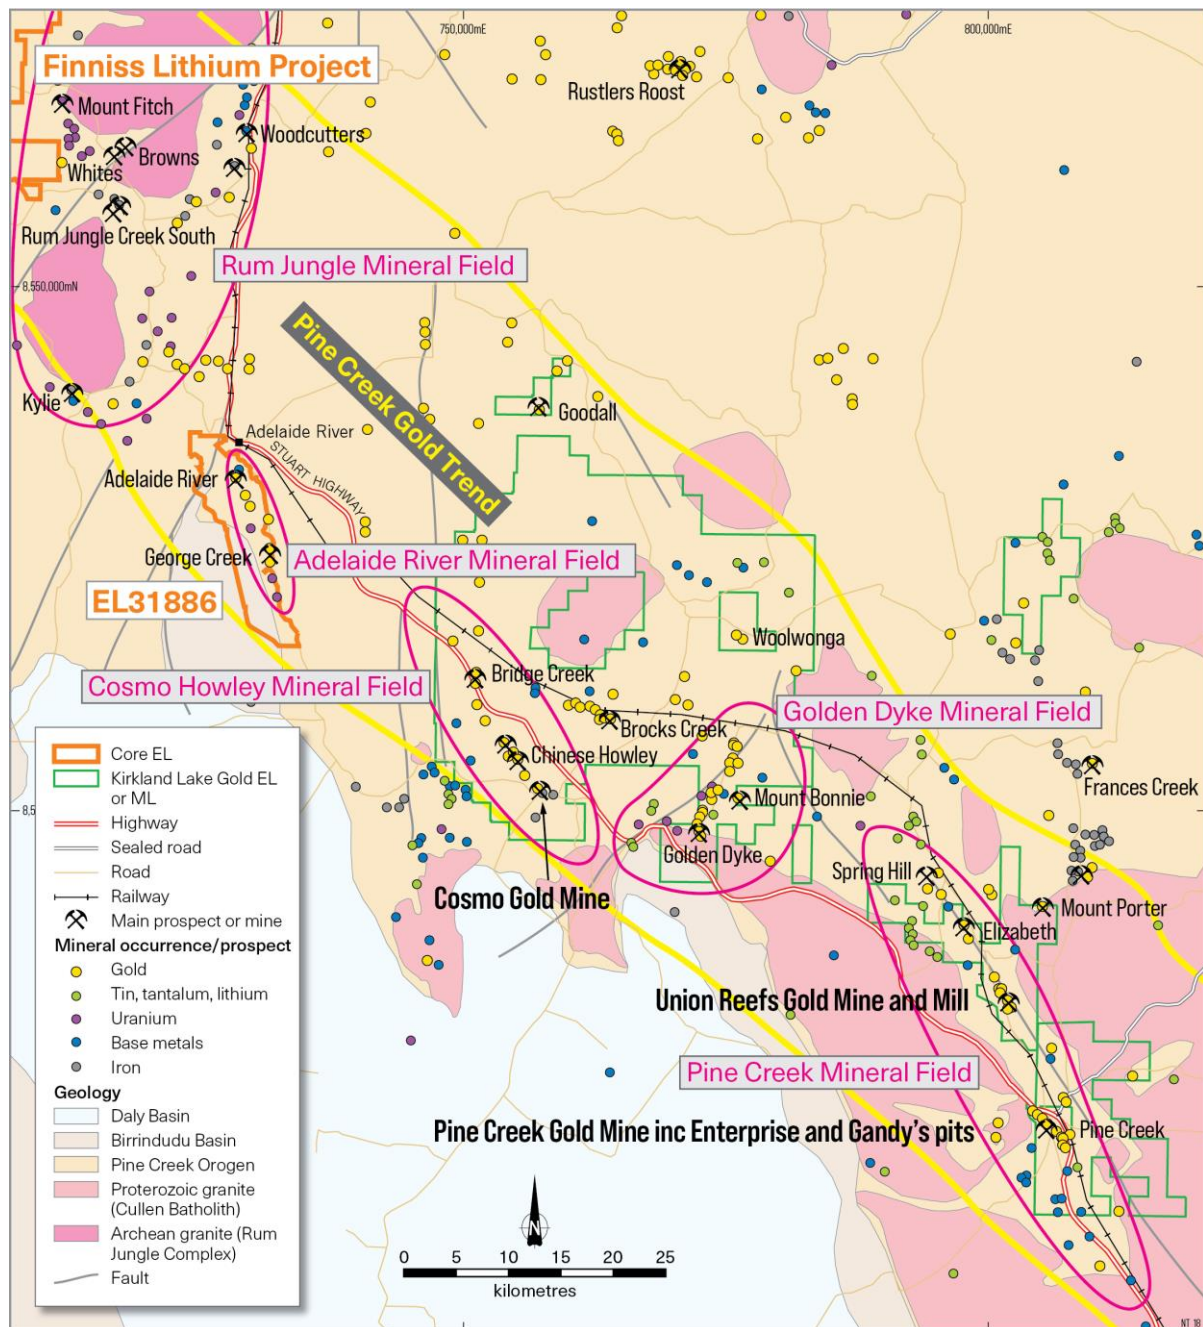 750,000mE
800,000mE
Finniss Lithium Project
Rustlers Roost
Mount Fitch
Woodcutters
Browns
Whites
Rum Jungle Creek South
Rum Jungle Mineral Field
8,550,000mN
Pine Creek Gold Trend
Kylie
Goodall
Adelaide River
STUART HIGHWAY
Adelaide River
George Creek
Adelaide River Mineral Field
EL31886
Woolwonga
Bridge Creek
Cosmo Howley Mineral Field
Golden Dyke Mineral Field
Brocks Creek
Chinese Howley
Frances Creek
Mount Bonnie
Golden Dyke
Spring Hill
Cosmo Gold Mine
Mount Porter
Elizabeth
Union Reefs Gold Mine and Mill
Pine Creek Mineral Field
Pine Creek Gold Mine inc Enterprise and Gandy's pits
Pine Creek
Core EL
Kirkland Lake Gold EL
or ML
Highway
Sealed road
Road
Railway
Main prospect or mine
Mineral occurrence/prospect
Gold
Tin, tantalum, lithium
Uranium
Base metals
Iron
Geology
Daly Basin
Birrindudu Basin
Pine Creek Orogen
Proterozoic granite
(Cullen Batholith)
Archean granite (Rum
Jungle Complex)
Fault
N
0 5 10 15 20 25
kilometres